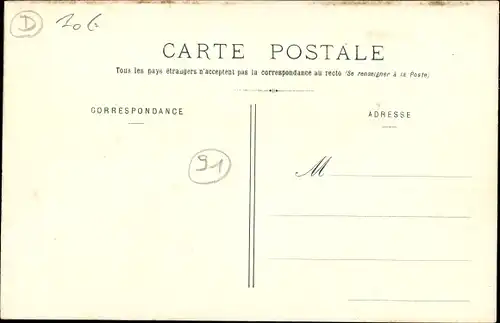 D 10 €
CARTE POSTALE
Tous les pays étrangers n'acceptent pas la correspondance au recto (Se renseigner à la Poste)
CORRESPONDANCE
ADRESSE
91
M